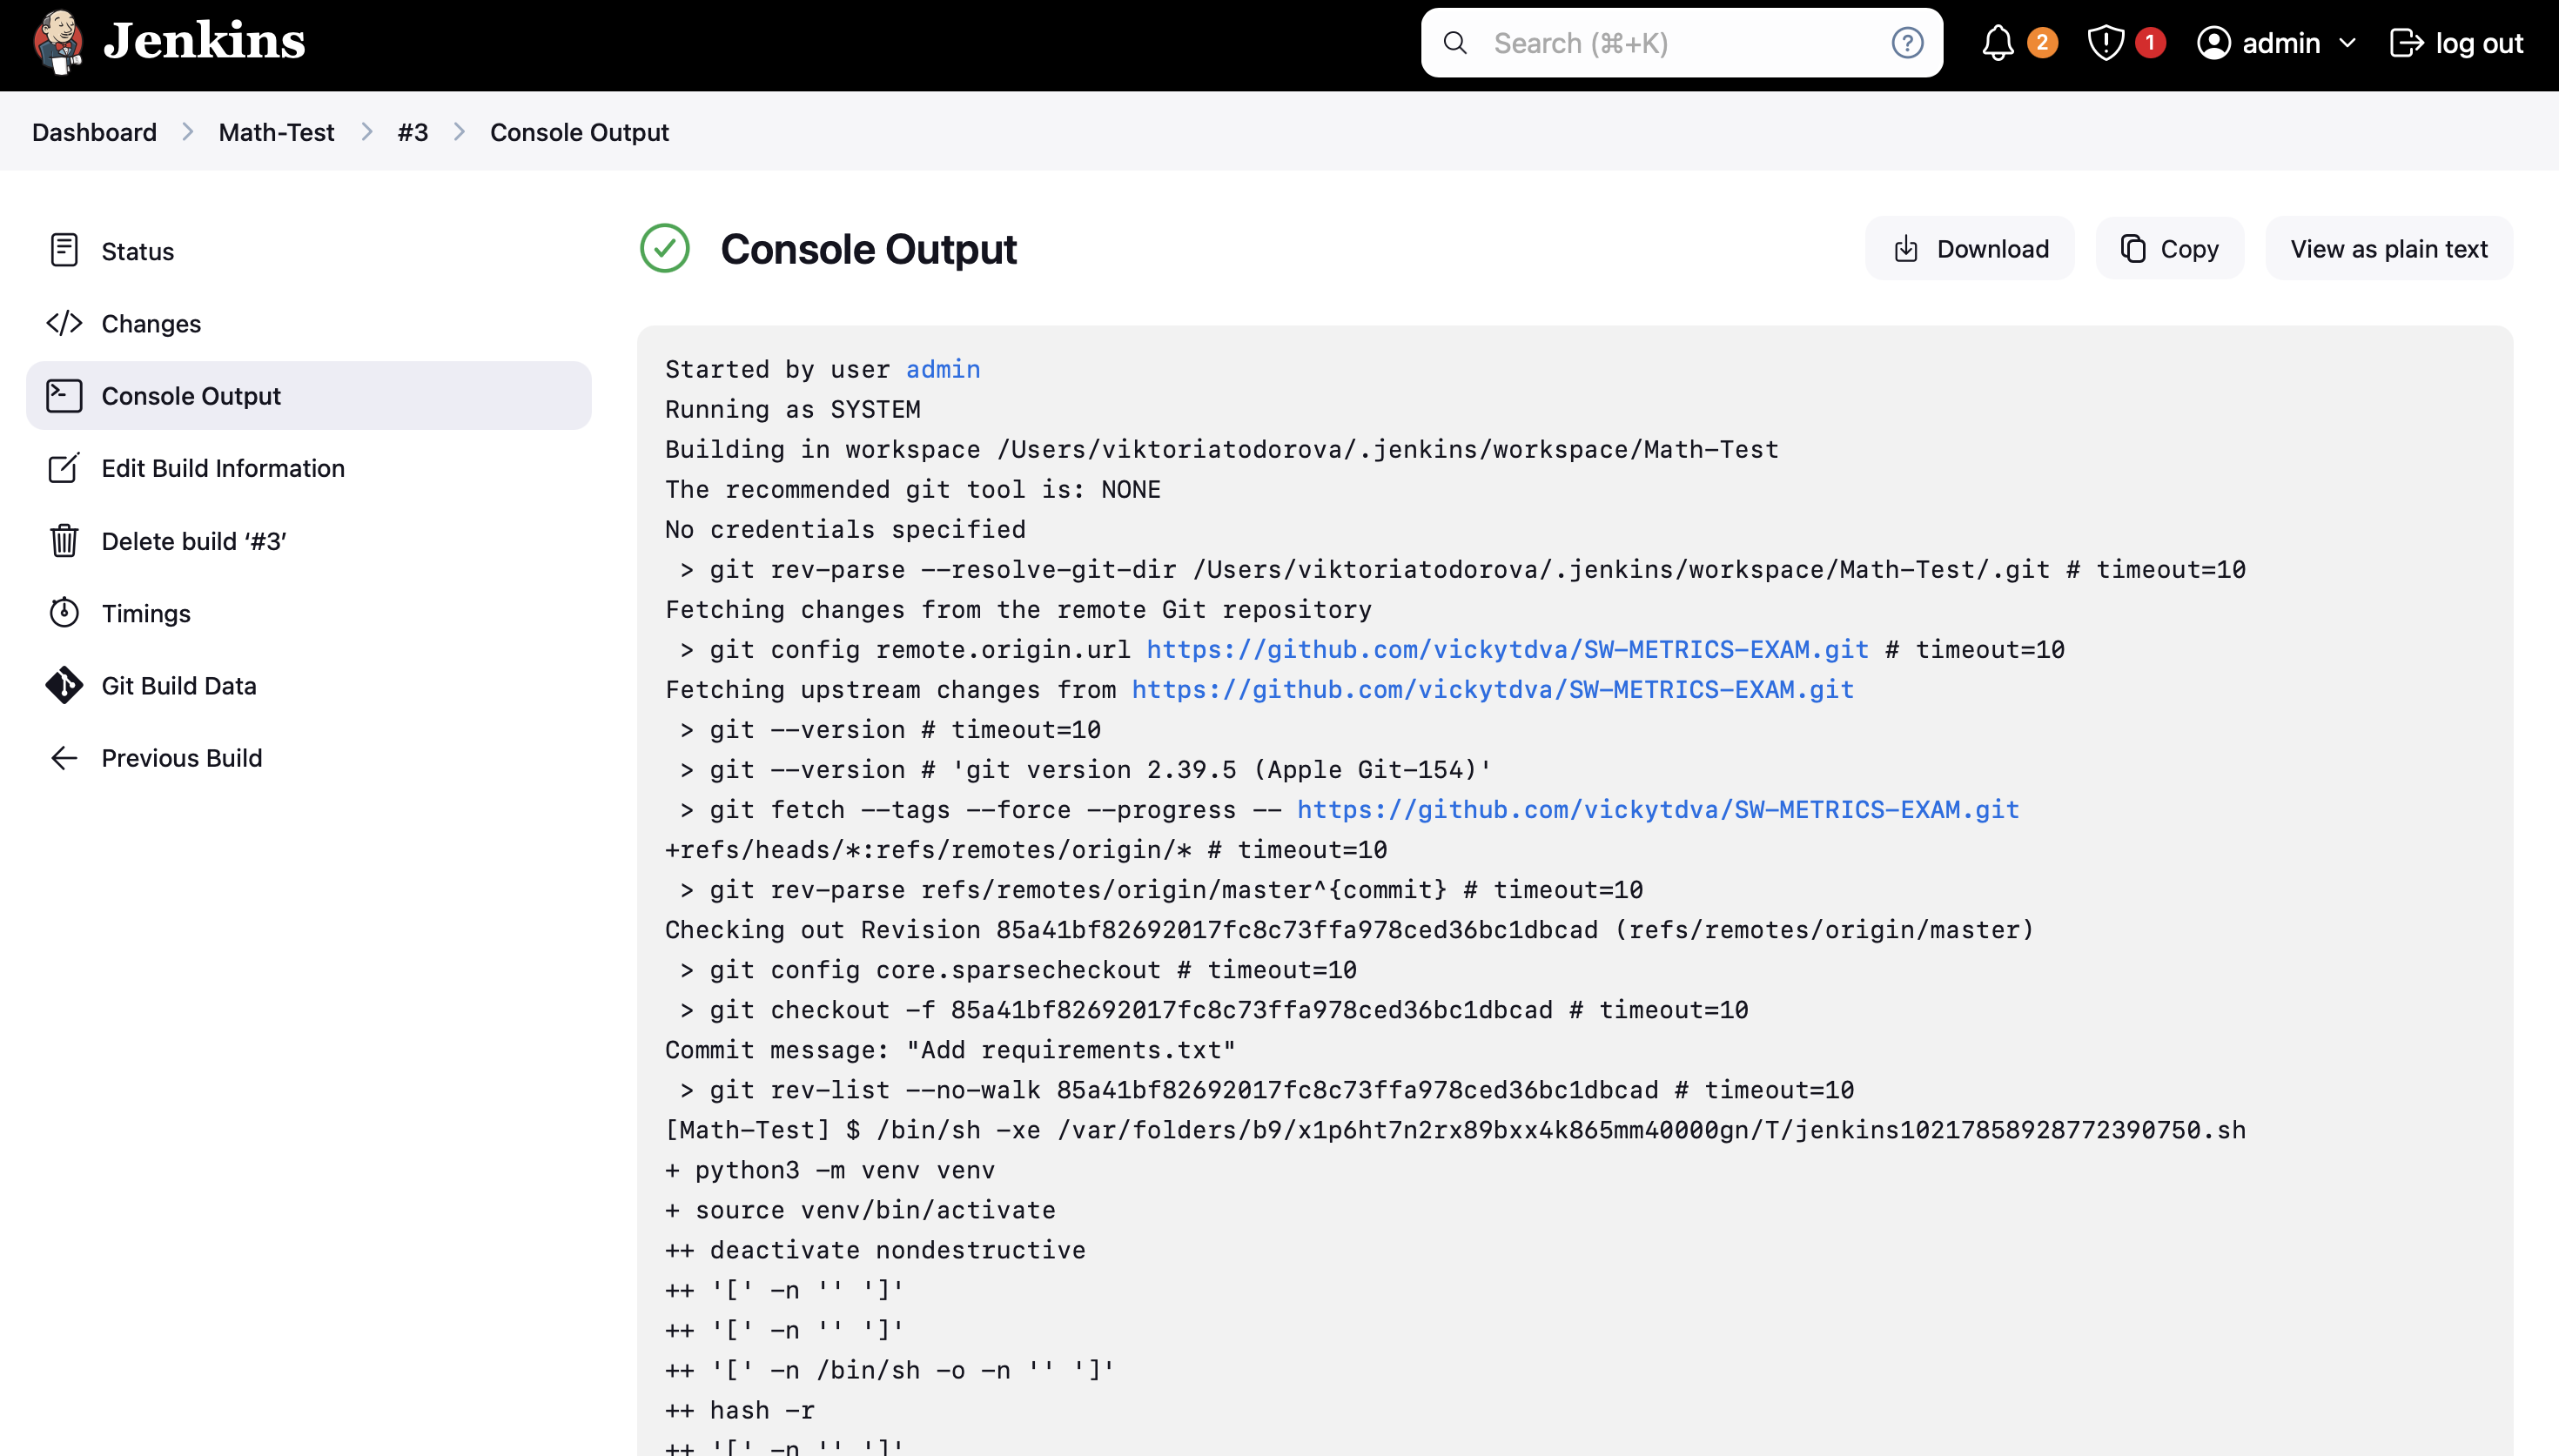 Jenkins
Search (⌘+K)
2
1
admin
log out
Dashboard
Math-Test
#3
Console Output
Status
Changes
Console Output
Edit Build Information
Delete build ‘#3’
Timings
Git Build Data
Previous Build
Console Output
Download
Copy
View as plain text
Started by user admin
Running as SYSTEM
Building in workspace /Users/viktoriatodorova/.jenkins/workspace/Math-Test
The recommended git tool is: NONE
No credentials specified
 > git rev-parse --resolve-git-dir /Users/viktoriatodorova/.jenkins/workspace/Math-Test/.git # timeout=10
Fetching changes from the remote Git repository
 > git config remote.origin.url https://github.com/vickytdva/SW-METRICS-EXAM.git # timeout=10
Fetching upstream changes from https://github.com/vickytdva/SW-METRICS-EXAM.git
 > git --version # timeout=10
 > git --version # 'git version 2.39.5 (Apple Git-154)'
 > git fetch --tags --force --progress -- https://github.com/vickytdva/SW-METRICS-EXAM.git
+refs/heads/*:refs/remotes/origin/* # timeout=10
 > git rev-parse refs/remotes/origin/master^{commit} # timeout=10
Checking out Revision 85a41bf82692017fc8c73ffa978ced36bc1dbcad (refs/remotes/origin/master)
 > git config core.sparsecheckout # timeout=10
 > git checkout -f 85a41bf82692017fc8c73ffa978ced36bc1dbcad # timeout=10
Commit message: "Add requirements.txt"
 > git rev-list --no-walk 85a41bf82692017fc8c73ffa978ced36bc1dbcad # timeout=10
[Math-Test] $ /bin/sh -xe /var/folders/b9/x1p6ht7n2rx89bxx4k865mm40000gn/T/jenkins10217858928772390750.sh
+ python3 -m venv venv
+ source venv/bin/activate
++ deactivate nondestructive
++ '[' -n '' ']'
++ '[' -n '' ']'
++ '[' -n /bin/sh -o -n '' ']'
++ hash -r
++ '[' -n '' ']'